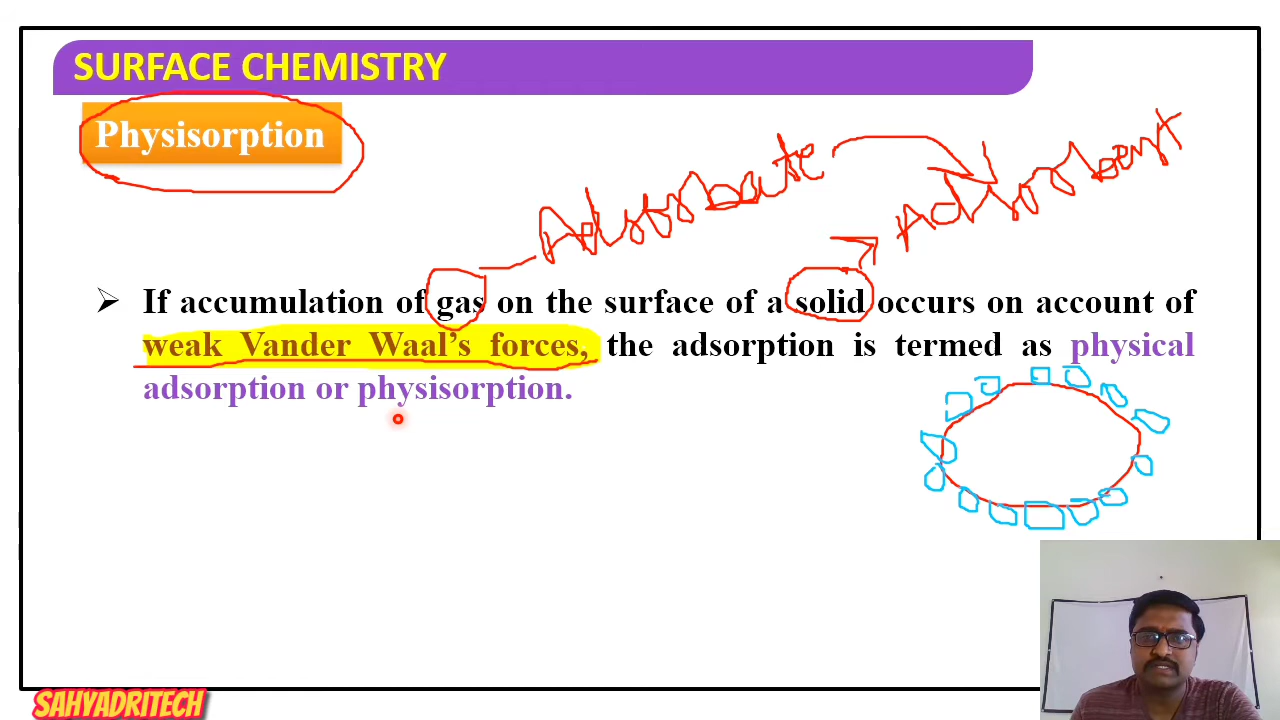 SURFACE CHEMISTRY
Physisorption
Adsorbate
Adsorbent
➢ If accumulation of gas on the surface of a solid occurs on account of
weak Vander Waal’s forces, the adsorption is termed as physical
adsorption or physisorption.
SAHYADRITECH